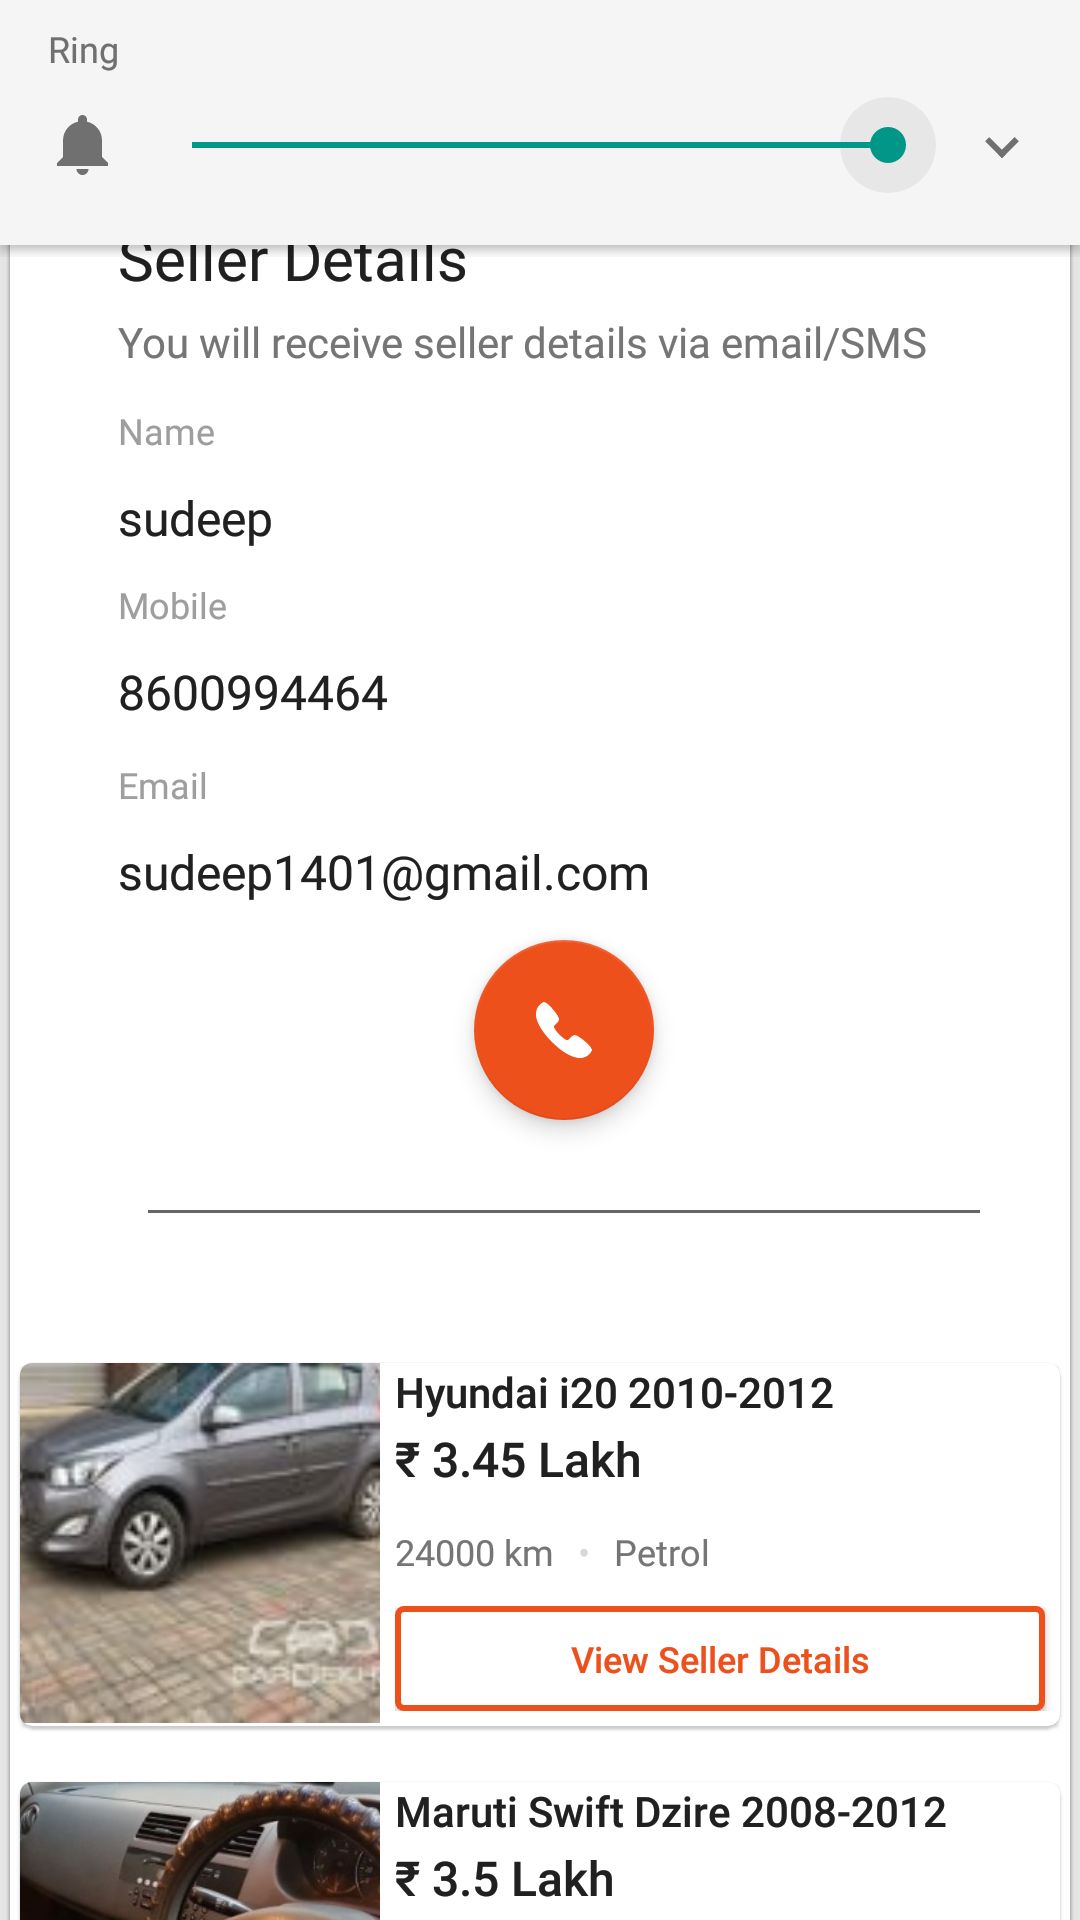 Ring
Seller Details
You will receive seller details via email/SMS
Name
sudeep
Mobile
8600994464
Email
sudeep1401@gmail.com
Hyundai i20 2010-2012
₹ 3.45 Lakh
24000 km • Petrol
View Seller Details
Maruti Swift Dzire 2008-2012
₹ 3.5 Lakh